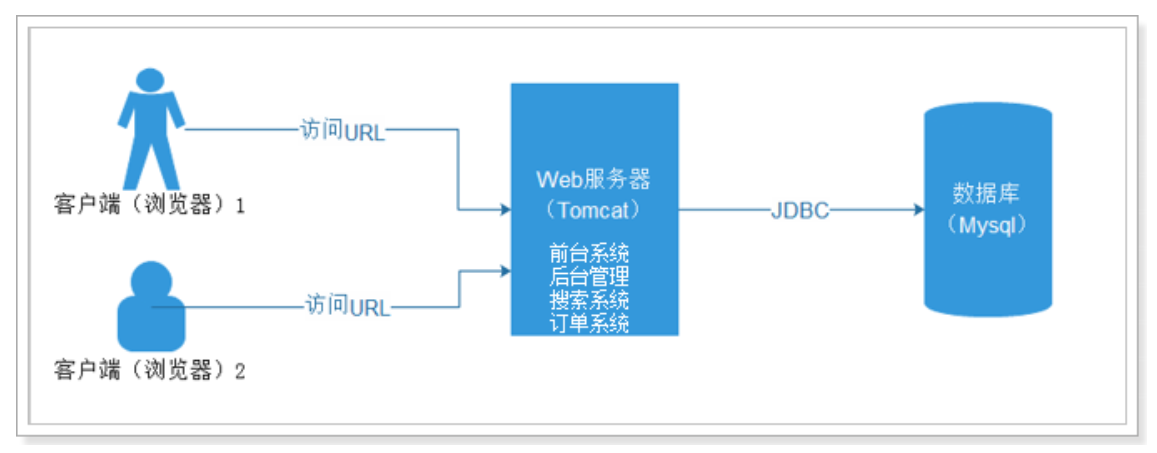 访问URL
客户端（浏览器）1
访问URL
客户端（浏览器）2
Web服务器
（Tomcat）
前台系统
后台管理
搜索系统
订单系统
JDBC
数据库
（Mysql）